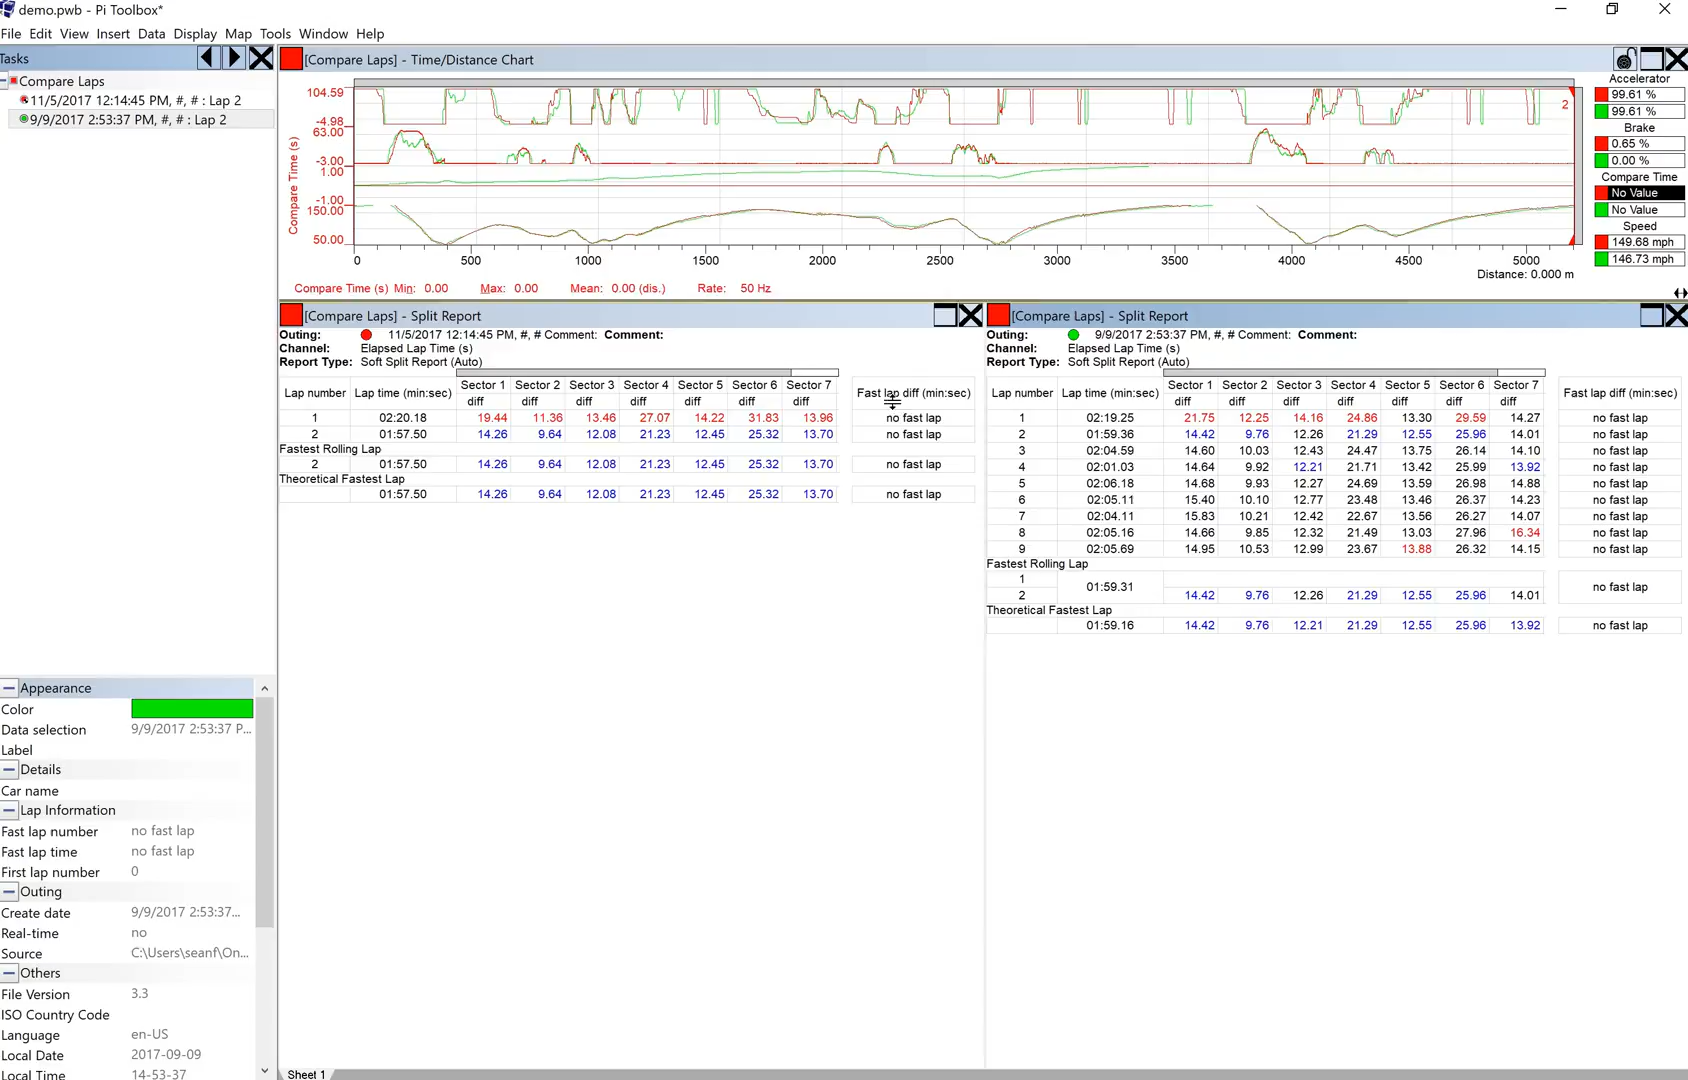 demo.pwb - Pi Toolbox*
File Edit View Insert Data Display Map Tools Window Help
Tasks
Compare Laps
11/5/2017 12:14:45 PM, #, # : Lap 2
9/9/2017 2:53:37 PM, #, # : Lap 2
[Compare Laps] - Time/Distance Chart
104.59
-4.98
63.00
-3.00
1.00
-1.00
150.00
50.00
Compare Time (s)
2
0 500 1000 1500 2000 2500 3000 3500 4000 4500 5000
Distance: 0.000 m
Compare Time (s) Min: 0.00 Max: 0.00 Mean: 0.00 (dis.) Rate: 50 Hz
Accelerator
99.61 %
99.61 %
Brake
0.65 %
0.00 %
Compare Time
No Value
No Value
Speed
149.68 mph
146.73 mph
[Compare Laps] - Split Report
Outing: 11/5/2017 12:14:45 PM, #, # Comment: Comment:
Channel: Elapsed Lap Time (s)
Report Type: Soft Split Report (Auto)
Lap number Lap time (min:sec) Sector 1 diff Sector 2 diff Sector 3 diff Sector 4 diff Sector 5 diff Sector 6 diff Sector 7 diff Fast lap diff (min:sec)
1 02:20.18 19.44 11.36 13.46 27.07 14.22 31.83 13.96 no fast lap
2 01:57.50 14.26 9.64 12.08 21.23 12.45 25.32 13.70 no fast lap
Fastest Rolling Lap
2 01:57.50 14.26 9.64 12.08 21.23 12.45 25.32 13.70 no fast lap
Theoretical Fastest Lap
01:57.50 14.26 9.64 12.08 21.23 12.45 25.32 13.70 no fast lap
[Compare Laps] - Split Report
Outing: 9/9/2017 2:53:37 PM, #, # Comment: Comment:
Channel: Elapsed Lap Time (s)
Report Type: Soft Split Report (Auto)
Lap number Lap time (min:sec) Sector 1 diff Sector 2 diff Sector 3 diff Sector 4 diff Sector 5 diff Sector 6 diff Sector 7 diff Fast lap diff (min:sec)
1 02:19.25 21.75 12.25 14.16 24.86 13.30 29.59 14.27 no fast lap
2 01:59.36 14.42 9.76 12.26 21.29 12.55 25.96 14.01 no fast lap
3 02:04.59 14.60 10.03 12.43 24.47 13.75 26.14 14.10 no fast lap
4 02:01.03 14.64 9.92 12.21 21.71 13.42 25.99 13.92 no fast lap
5 02:06.18 14.68 9.93 12.27 24.69 13.59 26.98 14.88 no fast lap
6 02:05.11 15.40 10.10 12.77 23.48 13.46 26.37 14.23 no fast lap
7 02:04.11 15.83 10.21 12.42 22.67 13.56 26.27 14.07 no fast lap
8 02:05.16 14.66 9.85 12.32 21.49 13.03 27.96 16.34 no fast lap
9 02:05.69 14.95 10.53 12.99 23.67 13.88 26.32 14.15 no fast lap
Fastest Rolling Lap
1
01:59.31 no fast lap
2 14.42 9.76 12.26 21.29 12.55 25.96 14.01
Theoretical Fastest Lap
01:59.16 14.42 9.76 12.21 21.29 12.55 25.96 13.92 no fast lap
Appearance
Color
Data selection 9/9/2017 2:53:37 P...
Label
Details
Car name
Lap Information
Fast lap number no fast lap
Fast lap time no fast lap
First lap number 0
Outing
Create date 9/9/2017 2:53:37...
Real-time no
Source C:\Users\seanf\On...
Others
File Version 3.3
ISO Country Code
Language en-US
Local Date 2017-09-09
Local Time 14-53-37
Sheet 1